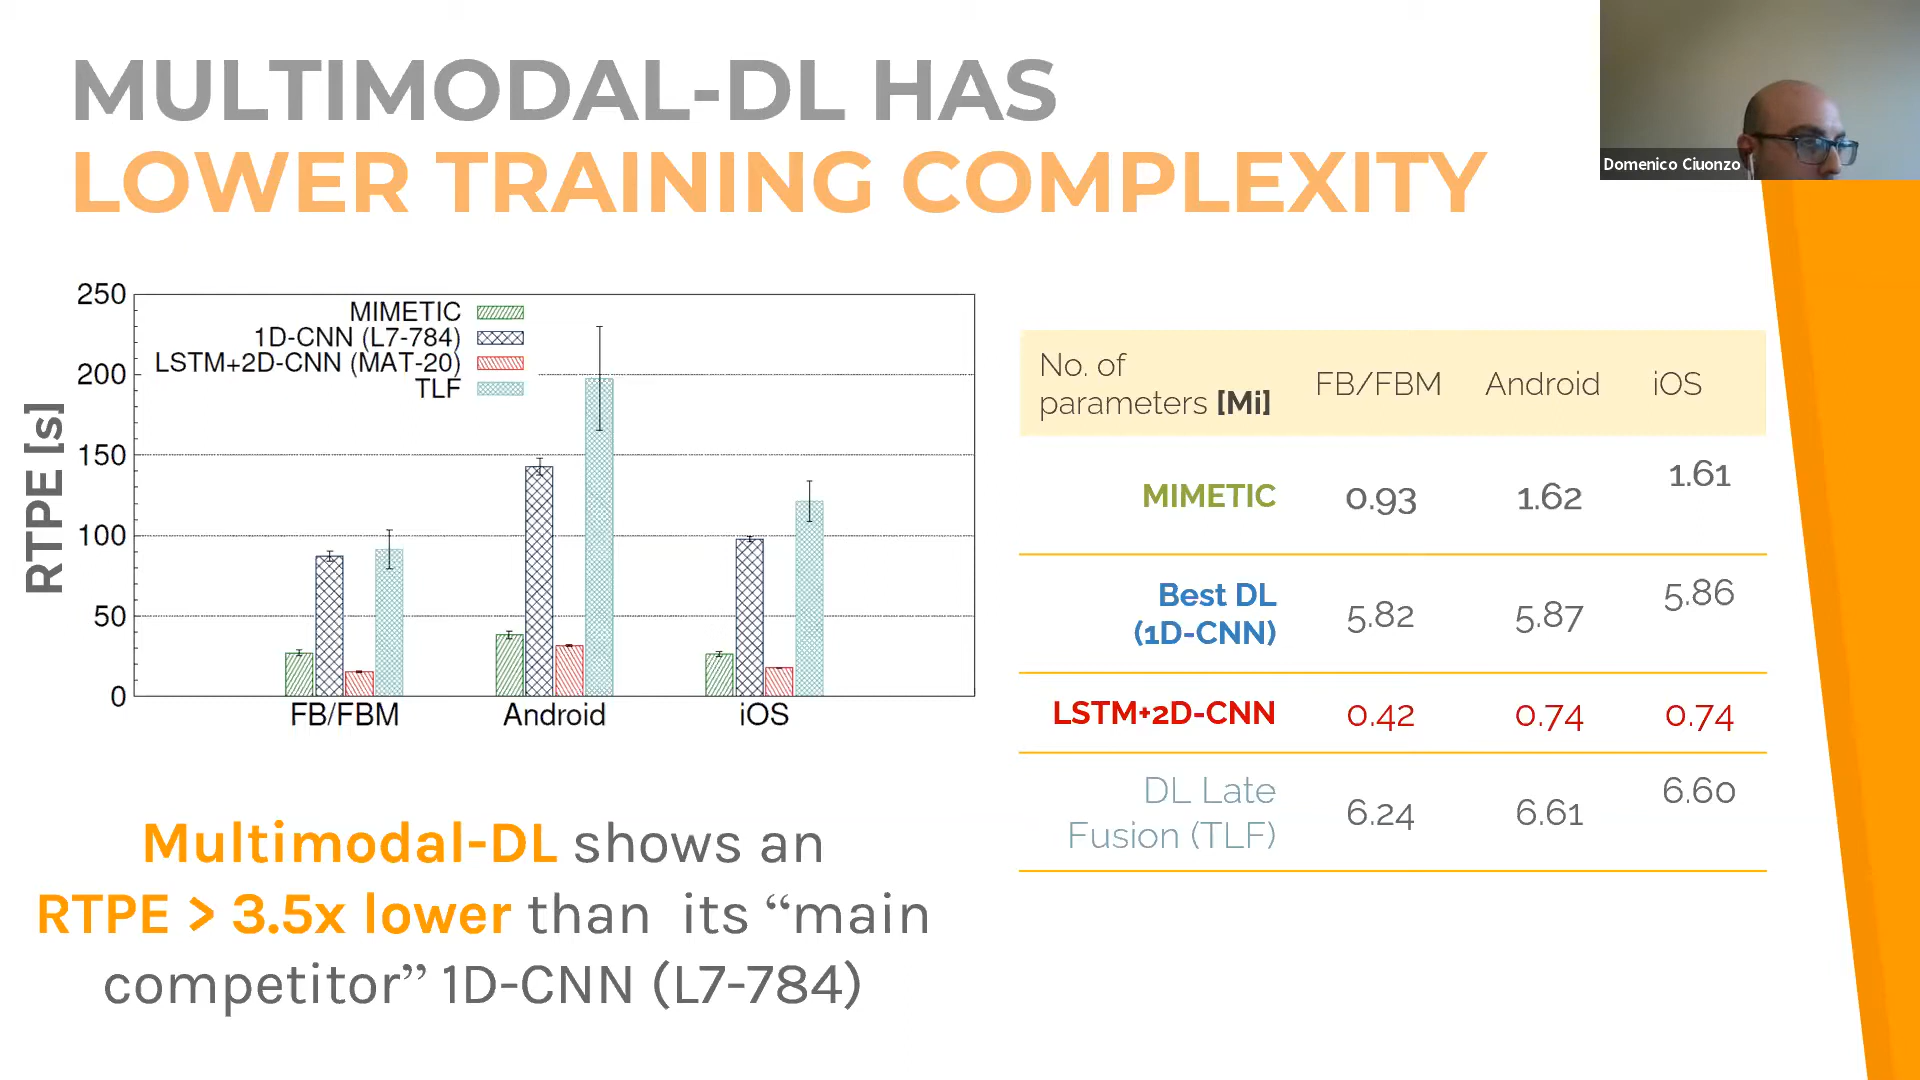 MULTIMODAL-DL HAS
LOWER TRAINING COMPLEXITY
Domenico Ciuonzo
RTPE [s]
250
200
150
100
50
0
MIMETIC
1D-CNN (L7-784)
LSTM+2D-CNN (MAT-20)
TLF
FB/FBM Android iOS
No. of
parameters [Mi] FB/FBM Android iOS
MIMETIC 0.93 1.62 1.61
Best DL
(1D-CNN) 5.82 5.87 5.86
LSTM+2D-CNN 0.42 0.74 0.74
DL Late
Fusion (TLF) 6.24 6.61 6.60
Multimodal-DL shows an
RTPE > 3.5x lower than its “main
competitor” 1D-CNN (L7-784)